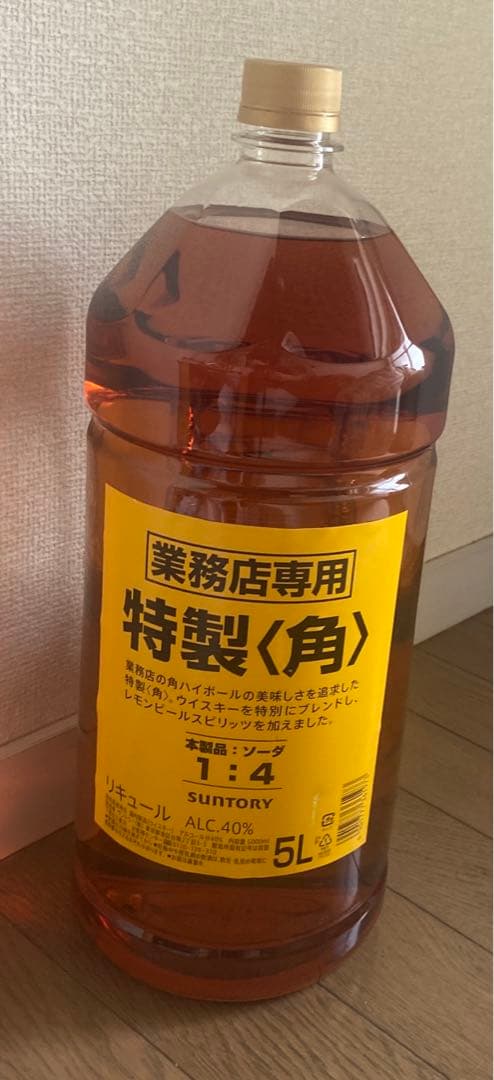 業務店専用
特製〈角〉
業務店の角ハイボールの美味しさを追求した
特製〈角〉。ウイスキーを特別にブレンドし、
レモンピールスピリッツを加えました。
本製品：ソーダ
1：4
SUNTORY
リキュール ALC.40%
5L